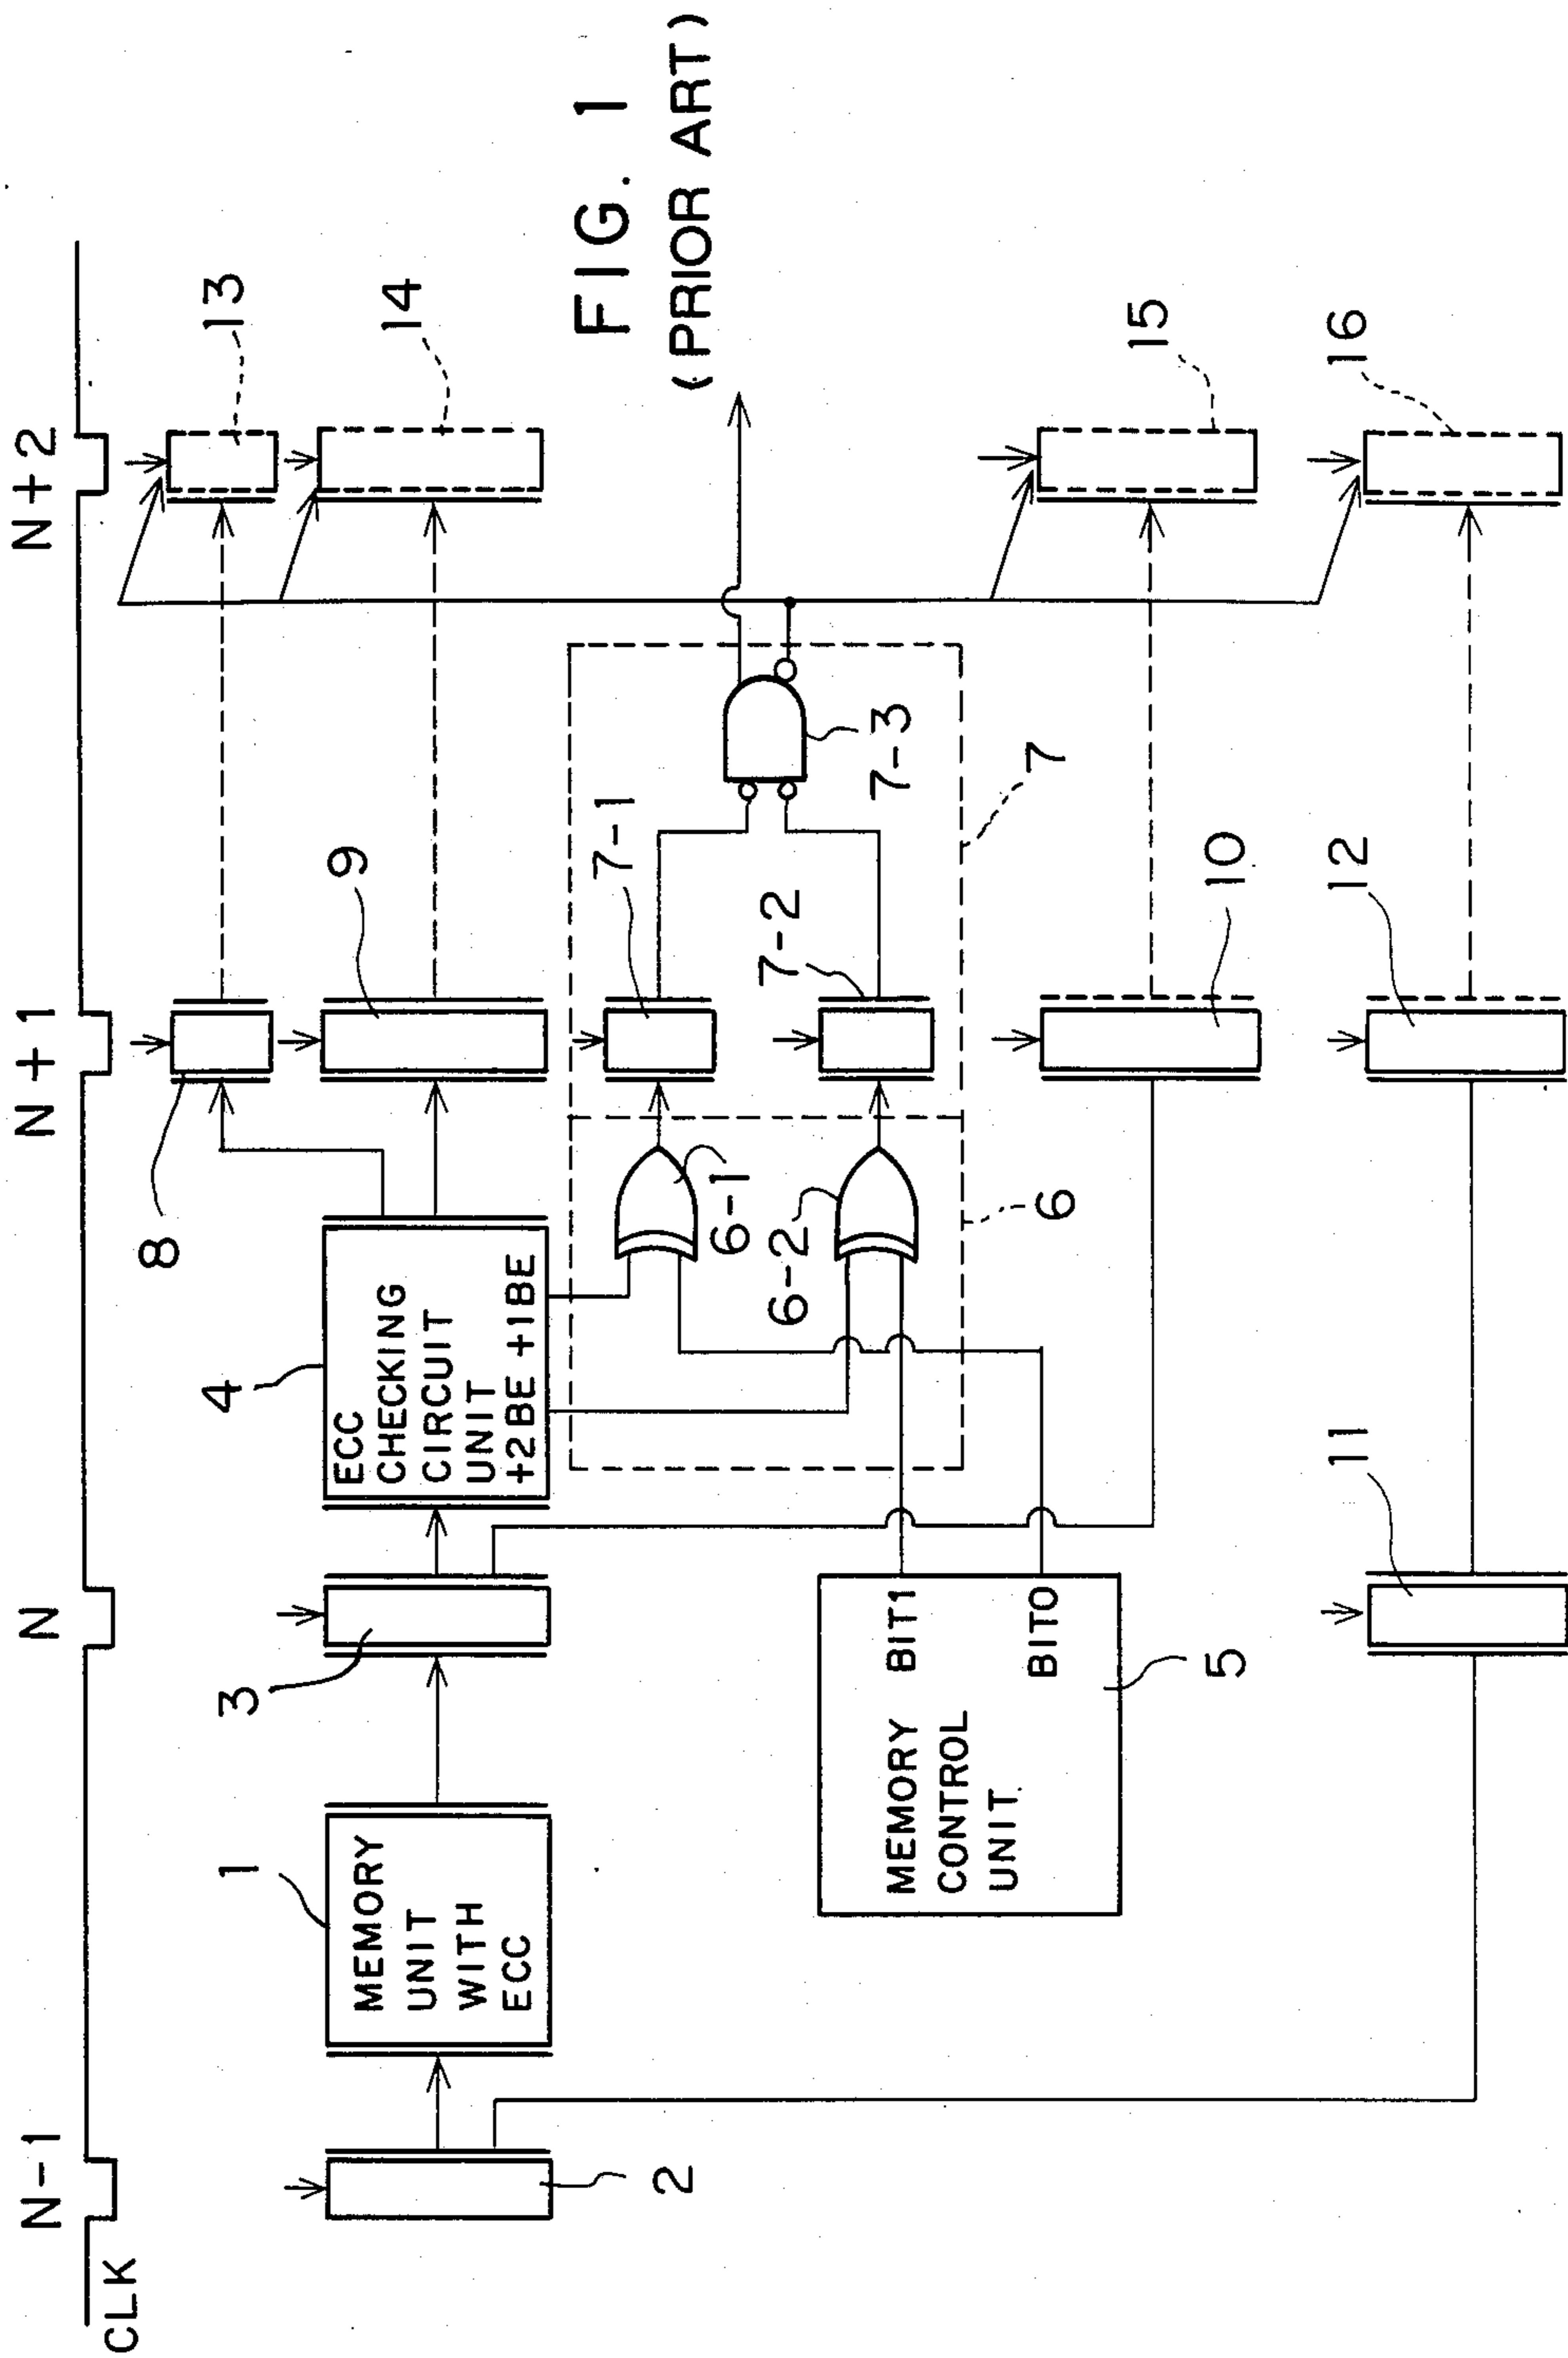 N-1
N
N+1
N+2
CLK
1
MEMORY
UNIT
WITH
ECC
2
3
4
ECC
CHECKING
CIRCUIT
UNIT
+2BE +1BE
8
9
13
14
FIG. 1
(PRIOR ART)
6-1
6-2
6
7-1
7-2
7-3
7
MEMORY BIT1
CONTROL
UNIT.
BIT0
5
10
15
11
12
16